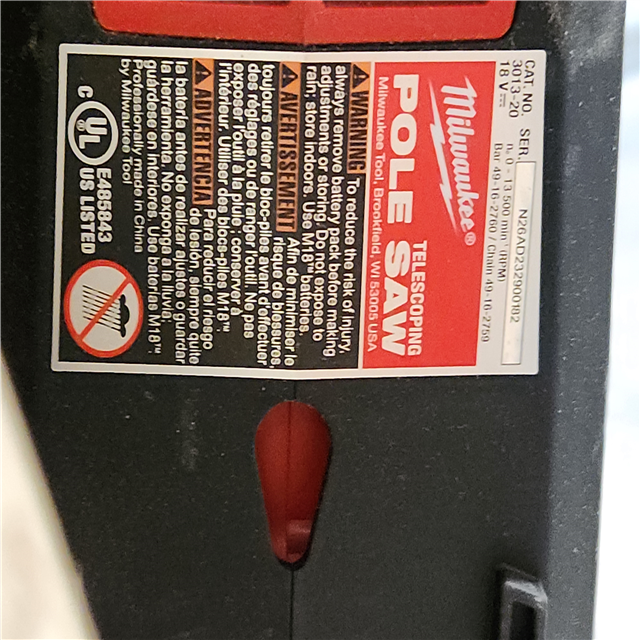 CAT. NO. SER. N26AD232900182
3013-20 n₀ 0 - 13 500 min⁻¹ (RPM)
18 V⎓ Bar 49-16-2760 / Chain 49-16-2759
Milwaukee®
TELESCOPING
POLE SAW
Milwaukee Tool, Brookfield, WI 53005 USA
⚠ WARNING To reduce the risk of injury,
always remove battery pack before making
adjustments or storing. Do not expose to
rain, store indoors. Use M18™ batteries.
⚠ AVERTISSEMENT Afin de minimiser le
risque de blessures,
toujours retirer le bloc-piles avant d'effectuer
des réglages ou de ranger l'outil. Ne pas
exposer l'outil à la pluie ; conserver à
l'intérieur. Utiliser des blocs-piles M18™.
⚠ ADVERTENCIA Para reducir el riesgo
de lesión, siempre quite
la batería antes de realizar ajustes o guardar
la herramienta. No exponga a la lluvia,
guárdese en interiores. Use baterías M18™.
Professionally made in China
by Milwaukee Tool
C UL® E485843
US LISTED